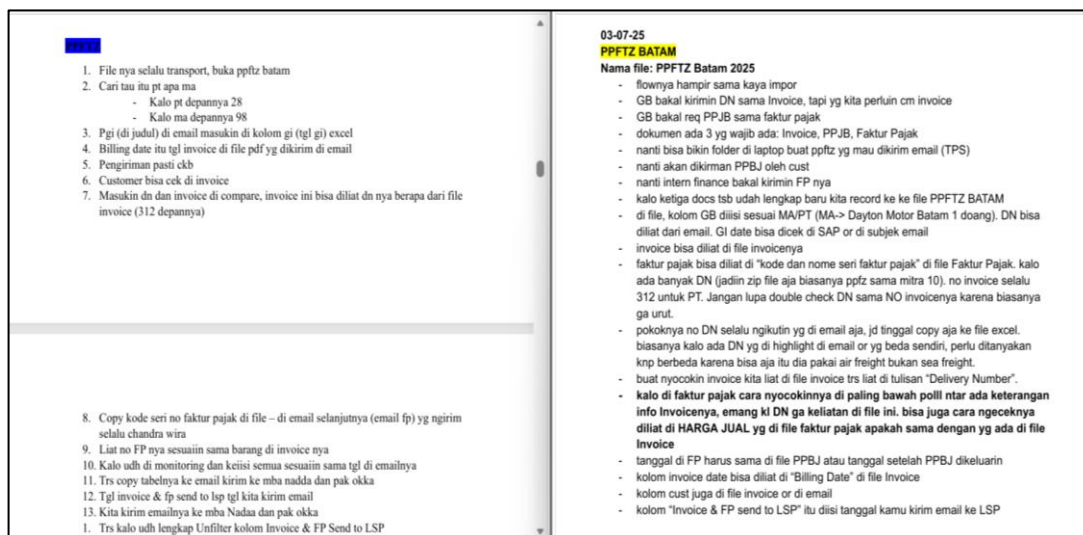 PPFTZ
1. File nya selalu transport, buka ppftz batam
2. Cari tau itu pt apa ma
- Kalo pt depannya 28
- Kalo ma depannya 98
3. Pgi (di judul) di email masukin di kolom gi (tgl gi) excel
4. Billing date itu tgl invoice di file pdf yg dikirim di email
5. Pengiriman pasti ckb
6. Customer bisa cek di invoice
7. Masukin dn dan invoice di compare, invoice ini bisa diliat dn nya berapa dari file
invoice (312 depannya)
8. Copy kode seri no faktur pajak di file – di email selanjutnya (email fp) yg ngirim
selalu chandra wira
9. Liat no FP nya sesuaiin sama barang di invoice nya
10. Kalo udh di monitoring dan keiisi semua sesuaiin sama tgl di emailnya
11. Trs copy tabelnya ke email kirim ke mba nadda dan pak okka
12. Tgl invoice & fp send to lsp tgl kita kirim email
13. Kita kirim emailnya ke mba Nadaa dan pak okka
1. Trs kalo udh lengkap Unfilter kolom Invoice & FP Send to LSP
03-07-25
PPFTZ BATAM
Nama file: PPFTZ Batam 2025
- flownya hampir sama kaya impor
- GB bakal kirimin DN sama Invoice, tapi yg kita perluin cm invoice
- GB bakal req PPJB sama faktur pajak
- dokumen ada 3 yg wajib ada: Invoice, PPJB, Faktur Pajak
- nanti bisa bikin folder di laptop buat ppftz yg mau dikirim email (TPS)
- nanti akan dikirman PPBJ oleh cust
- nanti intern finance bakal kirimin FP nya
- kalo ketiga docs tsb udah lengkap baru kita record ke ke file PPFTZ BATAM
- di file, kolom GB diiisi sesuai MA/PT (MA-> Dayton Motor Batam 1 doang). DN bisa
diliat dari email. GI date bisa dicek di SAP or di subjek email
- invoice bisa diliat di file invoicenya
- faktur pajak bisa diliat di “kode dan nome seri faktur pajak” di file Faktur Pajak. kalo
ada banyak DN (jadiin zip file aja biasanya ppfz sama mitra 10). no invoice selalu
312 untuk PT. Jangan lupa double check DN sama NO invoicenya karena biasanya
ga urut.
- pokoknya no DN selalu ngikutin yg di email aja, jd tinggal copy aja ke file excel.
biasanya kalo ada DN yg di highlight di email or yg beda sendiri, perlu ditanyakan
knp berbeda karena bisa aja itu dia pakai air freight bukan sea freight.
- buat nyocokin invoice kita liat di file invoice trs liat di tulisan “Delivery Number”.
- kalo di faktur pajak cara nyocokinnya di paling bawah polll ntar ada keterangan
info Invoicenya, emang kl DN ga keliatan di file ini. bisa juga cara ngeceknya
diliat di HARGA JUAL yg di file faktur pajak apakah sama dengan yg ada di file
Invoice
- tanggal di FP harus sama di file PPBJ atau tanggal setelah PPBJ dikeluarin
- kolom invoice date bisa diliat di “Billing Date” di file Invoice
- kolom cust juga di file invoice or di email
- kolom “Invoice & FP send to LSP” itu diisi tanggal kamu kirim email ke LSP